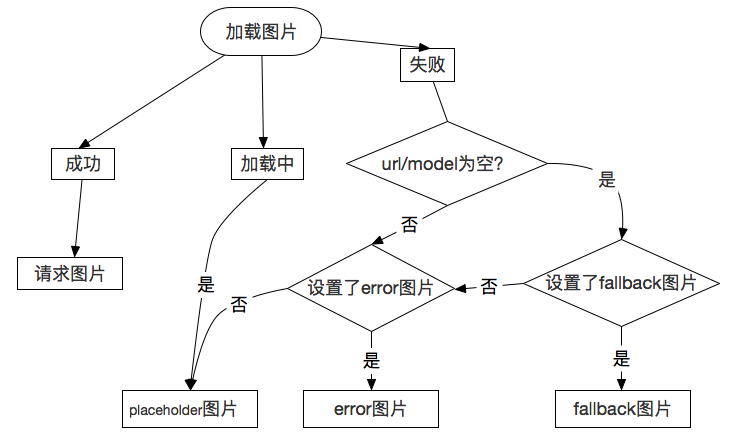 加载图片
失败
成功
加载中
url/model为空?
是
否
请求图片
设置了error图片
设置了fallback图片
是
否
否
是
是
placeholder图片
error图片
fallback图片